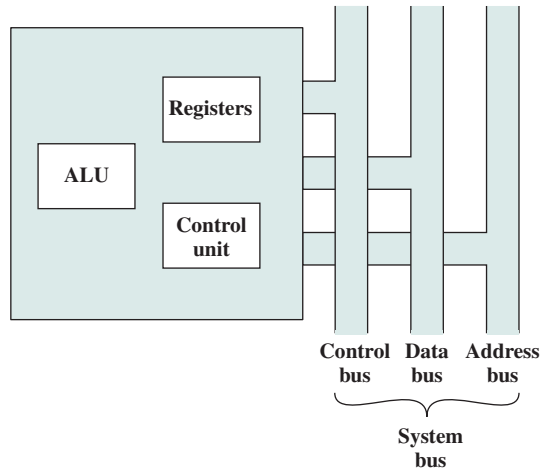 Registers
ALU
Control
unit
Control Data Address
bus bus bus
System
bus